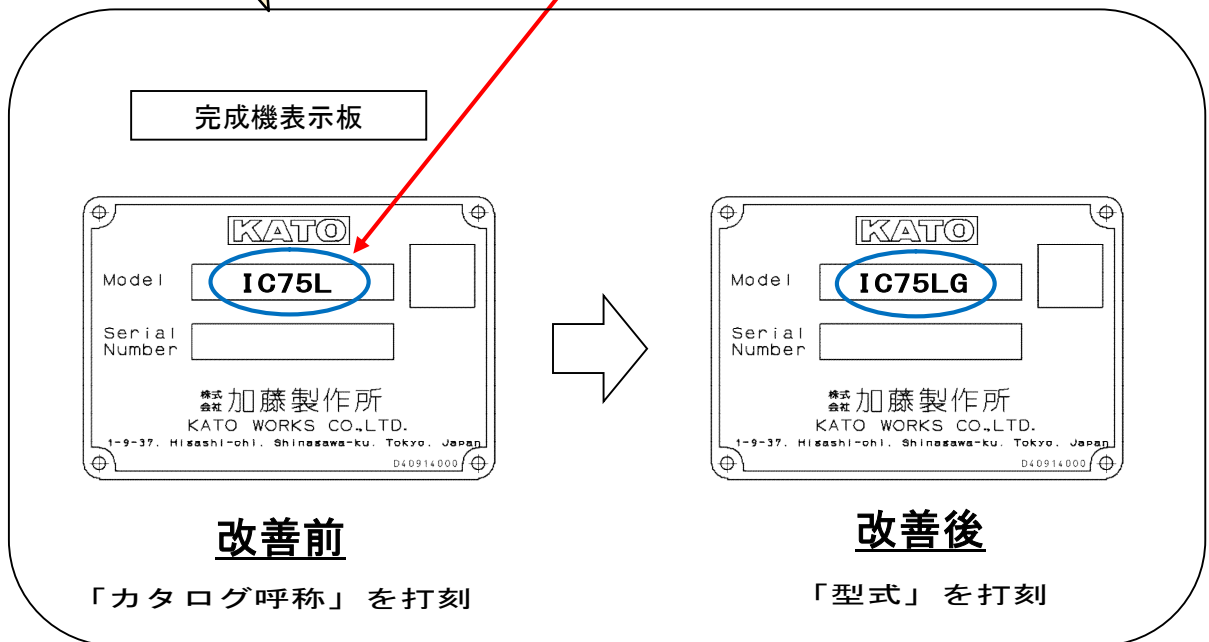 完成機表示板
KATO
Model IC75L
Serial
Number
株式会社 加藤製作所
KATO WORKS CO.,LTD.
1-9-37, Higashi-ohi, Shinagawa-ku, Tokyo, Japan
D40914000
改善前
「カタログ呼称」を打刻
KATO
Model IC75LG
Serial
Number
株式会社 加藤製作所
KATO WORKS CO.,LTD.
1-9-37, Higashi-ohi, Shinagawa-ku, Tokyo, Japan
D40914000
改善後
「型式」を打刻